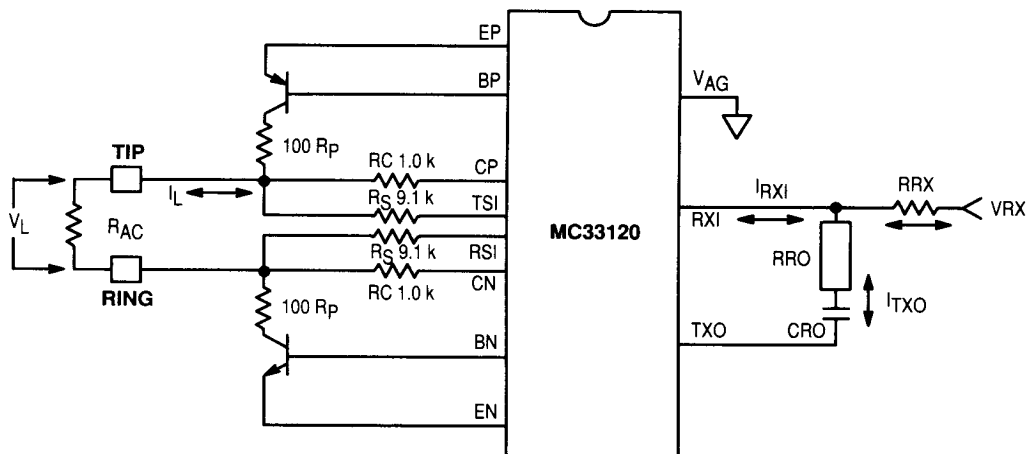 EP
BP
100 RP
TIP
RC 1.0 k
CP
IL
RS 9.1 k
TSI
VL
RAC
RS 9.1 k
RSI
RC 1.0 k
CN
RING
100 RP
BN
EN
MC33120
VAG
IRXI
RXI
RRX
VRX
RRO
ITXO
CRO
TXO